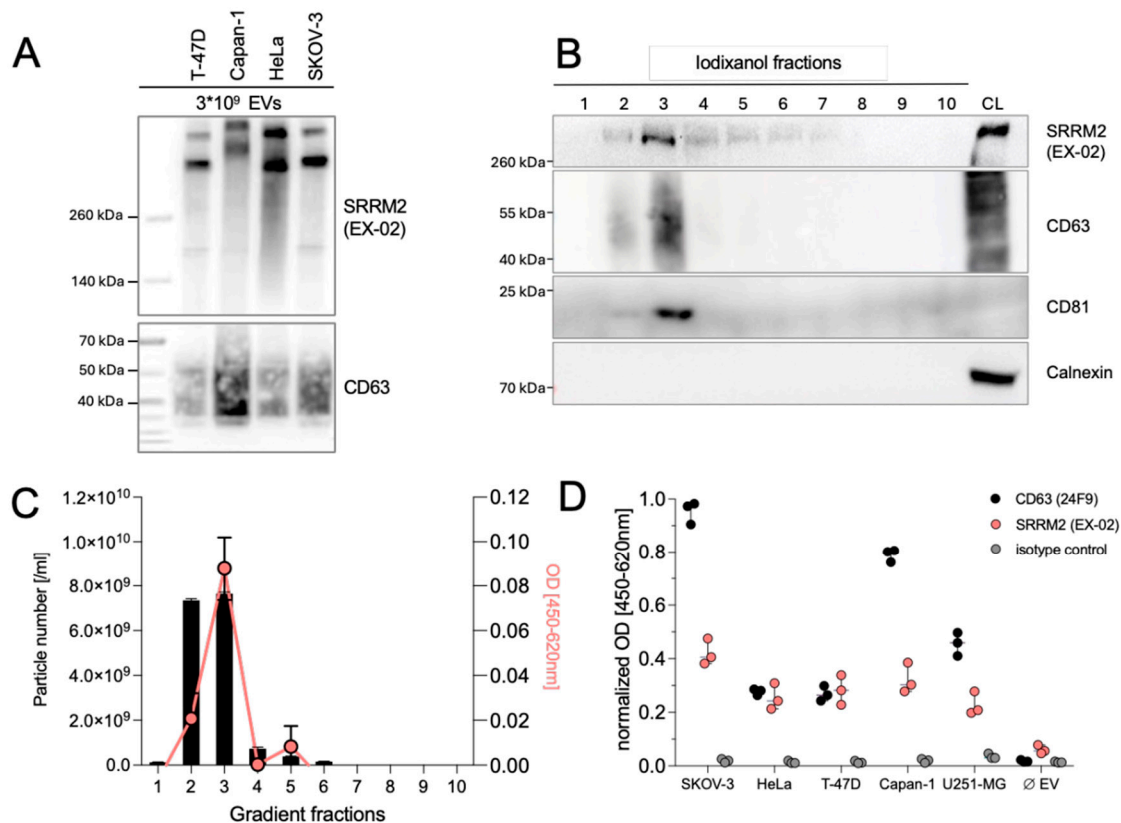 A
T-47D
Capan-1
HeLa
SKOV-3
3*10⁹ EVs
260 kDa
140 kDa
SRRM2
(EX-02)
70 kDa
50 kDa
40 kDa
CD63
B
Iodixanol fractions
1 2 3 4 5 6 7 8 9 10 CL
260 kDa
SRRM2
(EX-02)
55 kDa
40 kDa
CD63
25 kDa
CD81
70 kDa
Calnexin
C
Particle number [/ml]
1.2×10¹⁰
1.0×10¹⁰
8.0×10⁹
6.0×10⁹
4.0×10⁹
2.0×10⁹
0.0
0.12
0.10
0.08
0.06
0.04
0.02
0.00
OD [450-620nm]
1 2 3 4 5 6 7 8 9 10
Gradient fractions
D
normalized OD [450-620nm]
1.0
0.8
0.6
0.4
0.2
0.0
SKOV-3 HeLa T-47D Capan-1 U251-MG ∅ EV
CD63 (24F9)
SRRM2 (EX-02)
isotype control